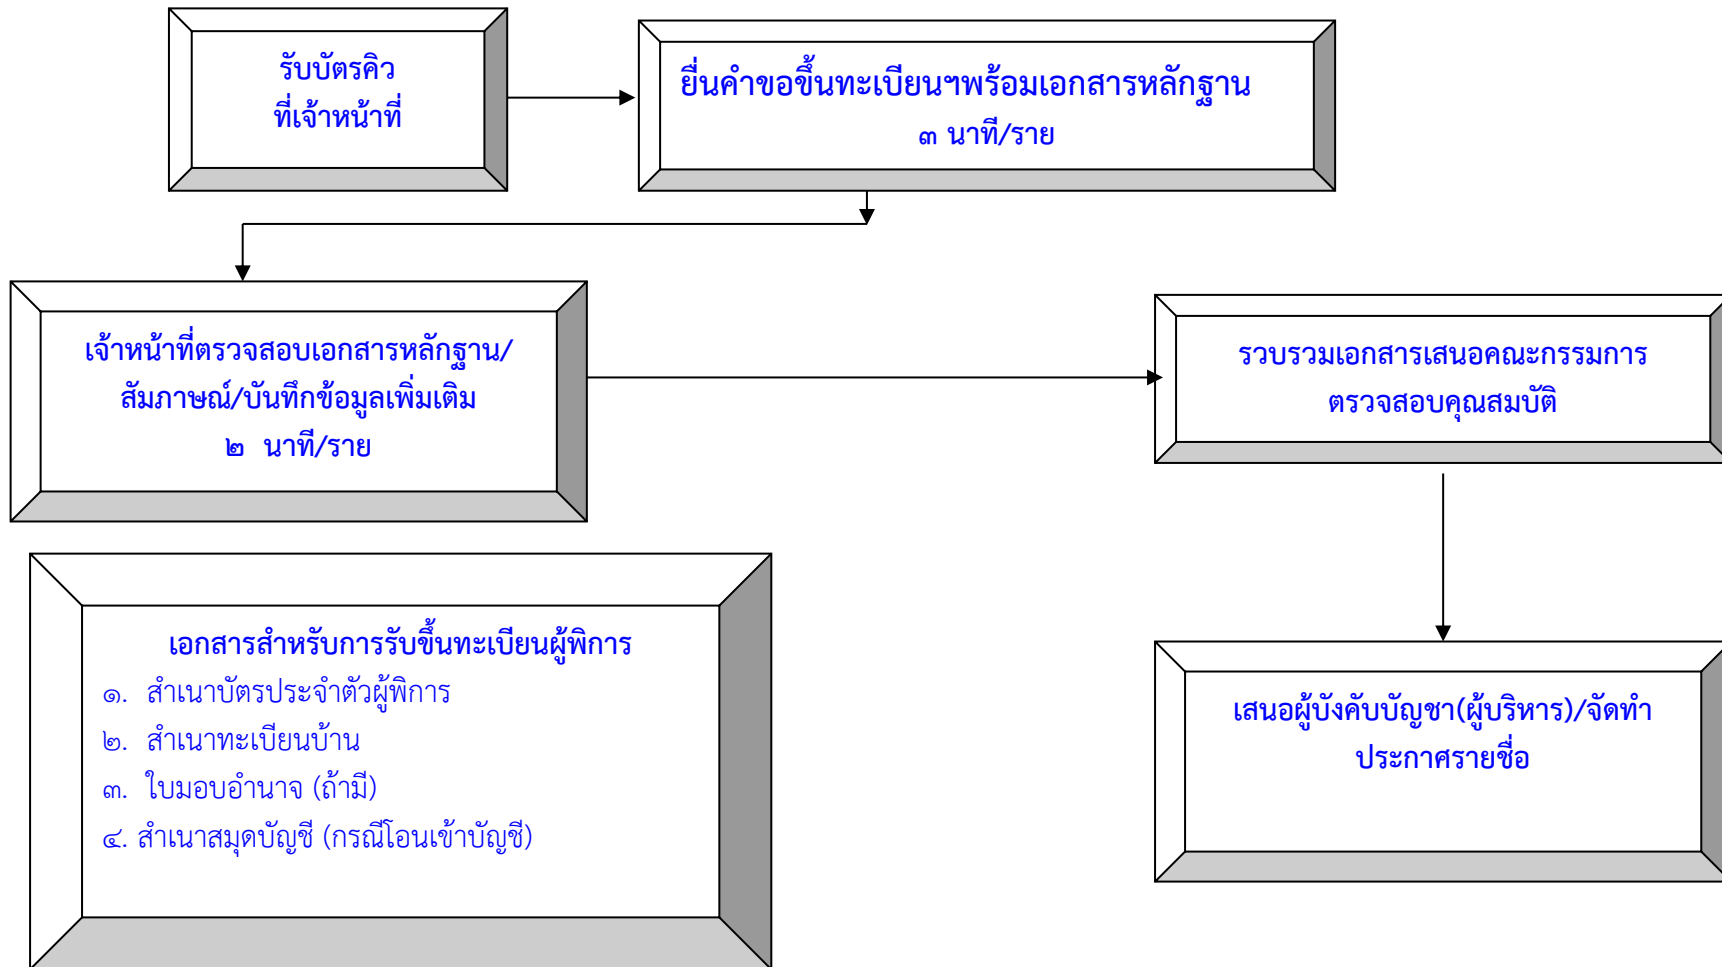 รับบัตรคิว
ที่เจ้าหน้าที่
ยื่นคำขอขึ้นทะเบียนฯพร้อมเอกสารหลักฐาน
๓ นาที/ราย
เจ้าหน้าที่ตรวจสอบเอกสารหลักฐาน/
สัมภาษณ์/บันทึกข้อมูลเพิ่มเติม
๒ นาที/ราย
รวบรวมเอกสารเสนอคณะกรรมการ
ตรวจสอบคุณสมบัติ
เอกสารสำหรับการรับขึ้นทะเบียนผู้พิการ
๑. สำเนาบัตรประจำตัวผู้พิการ
๒. สำเนาทะเบียนบ้าน
๓. ใบมอบอำนาจ (ถ้ามี)
๔. สำเนาสมุดบัญชี (กรณีโอนเข้าบัญชี)
เสนอผู้บังคับบัญชา(ผู้บริหาร)/จัดทำ
ประกาศรายชื่อ